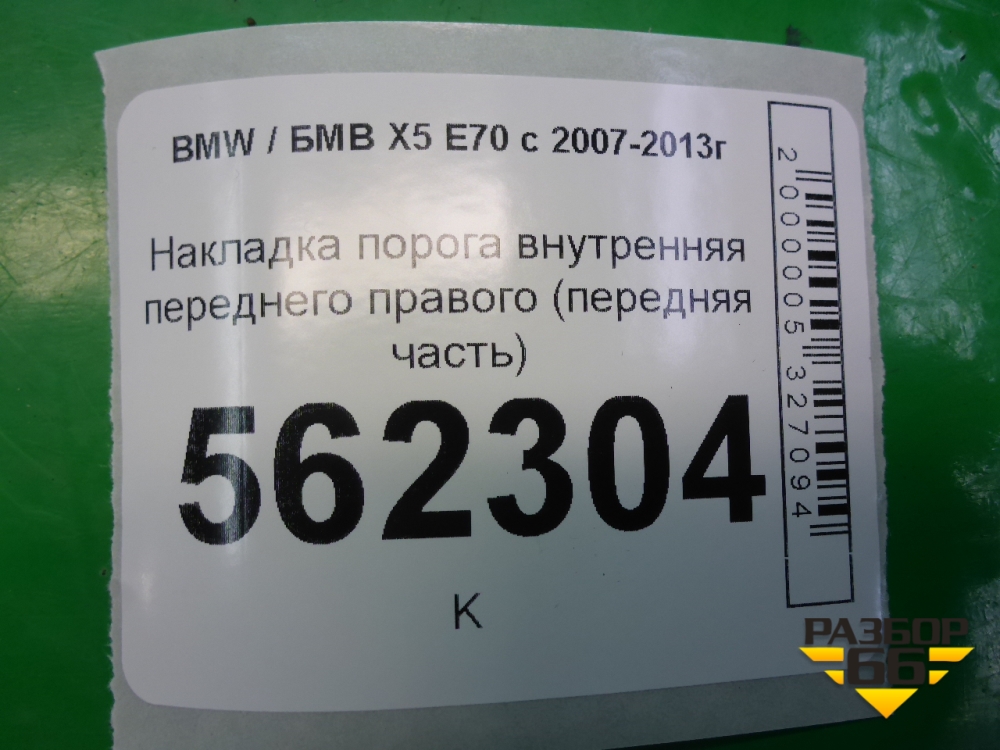 BMW / БМВ X5 E70 с 2007-2013г
Накладка порога внутренняя
переднего правого (передняя
часть)
562304
К
2000005327094
РАЗБОР
66